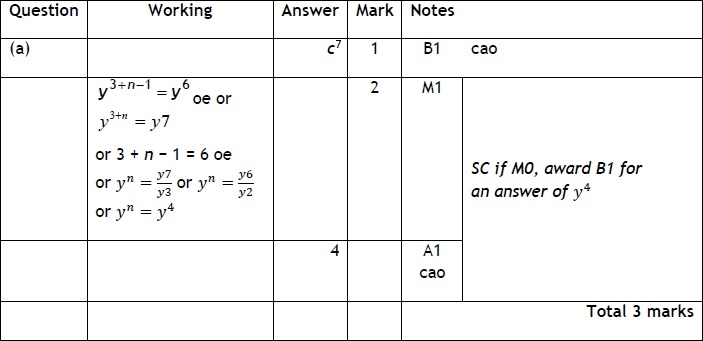 Question Working Answer Mark Notes
(a) c⁷ 1 B1 cao
y³⁺ⁿ⁻¹ = y⁶ oe or 2 M1
y³⁺ⁿ = y7
or 3 + n − 1 = 6 oe
or yⁿ = y7/y3 or yⁿ = y6/y2
or yⁿ = y⁴
SC if M0, award B1 for
an answer of y⁴
4 A1
cao
Total 3 marks